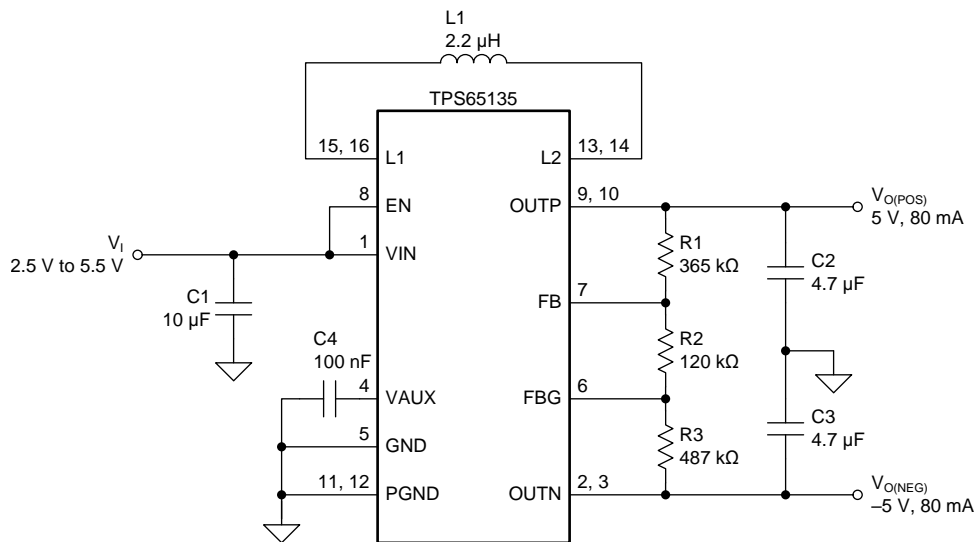 L1
2.2 µH
TPS65135
15, 16
L1
13, 14
L2
8
EN
9, 10
OUTP
V_O(POS)
5 V, 80 mA
V_I
2.5 V to 5.5 V
1
VIN
R1
365 kΩ
C1
10 µF
7
FB
C2
4.7 µF
C4
100 nF
R2
120 kΩ
4
VAUX
6
FBG
5
GND
R3
487 kΩ
C3
4.7 µF
11, 12
PGND
2, 3
OUTN
V_O(NEG)
–5 V, 80 mA